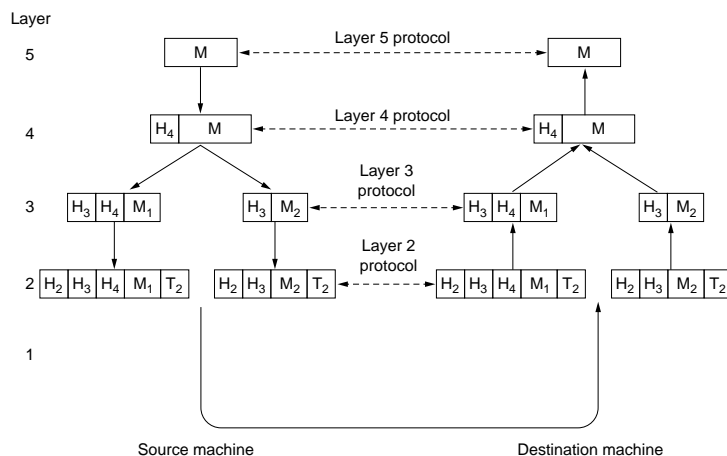 Layer
5 M Layer 5 protocol M
4 H4 M Layer 4 protocol H4 M
Layer 3
protocol
3 H3 H4 M1 H3 M2 H3 H4 M1 H3 M2
Layer 2
protocol
2 H2 H3 H4 M1 T2 H2 H3 M2 T2 H2 H3 H4 M1 T2 H2 H3 M2 T2
1
Source machine Destination machine